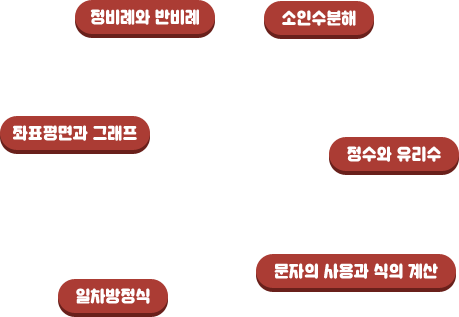 정비례와 반비례
소인수분해
좌표평면과 그래프
정수와 유리수
문자의 사용과 식의 계산
일차방정식